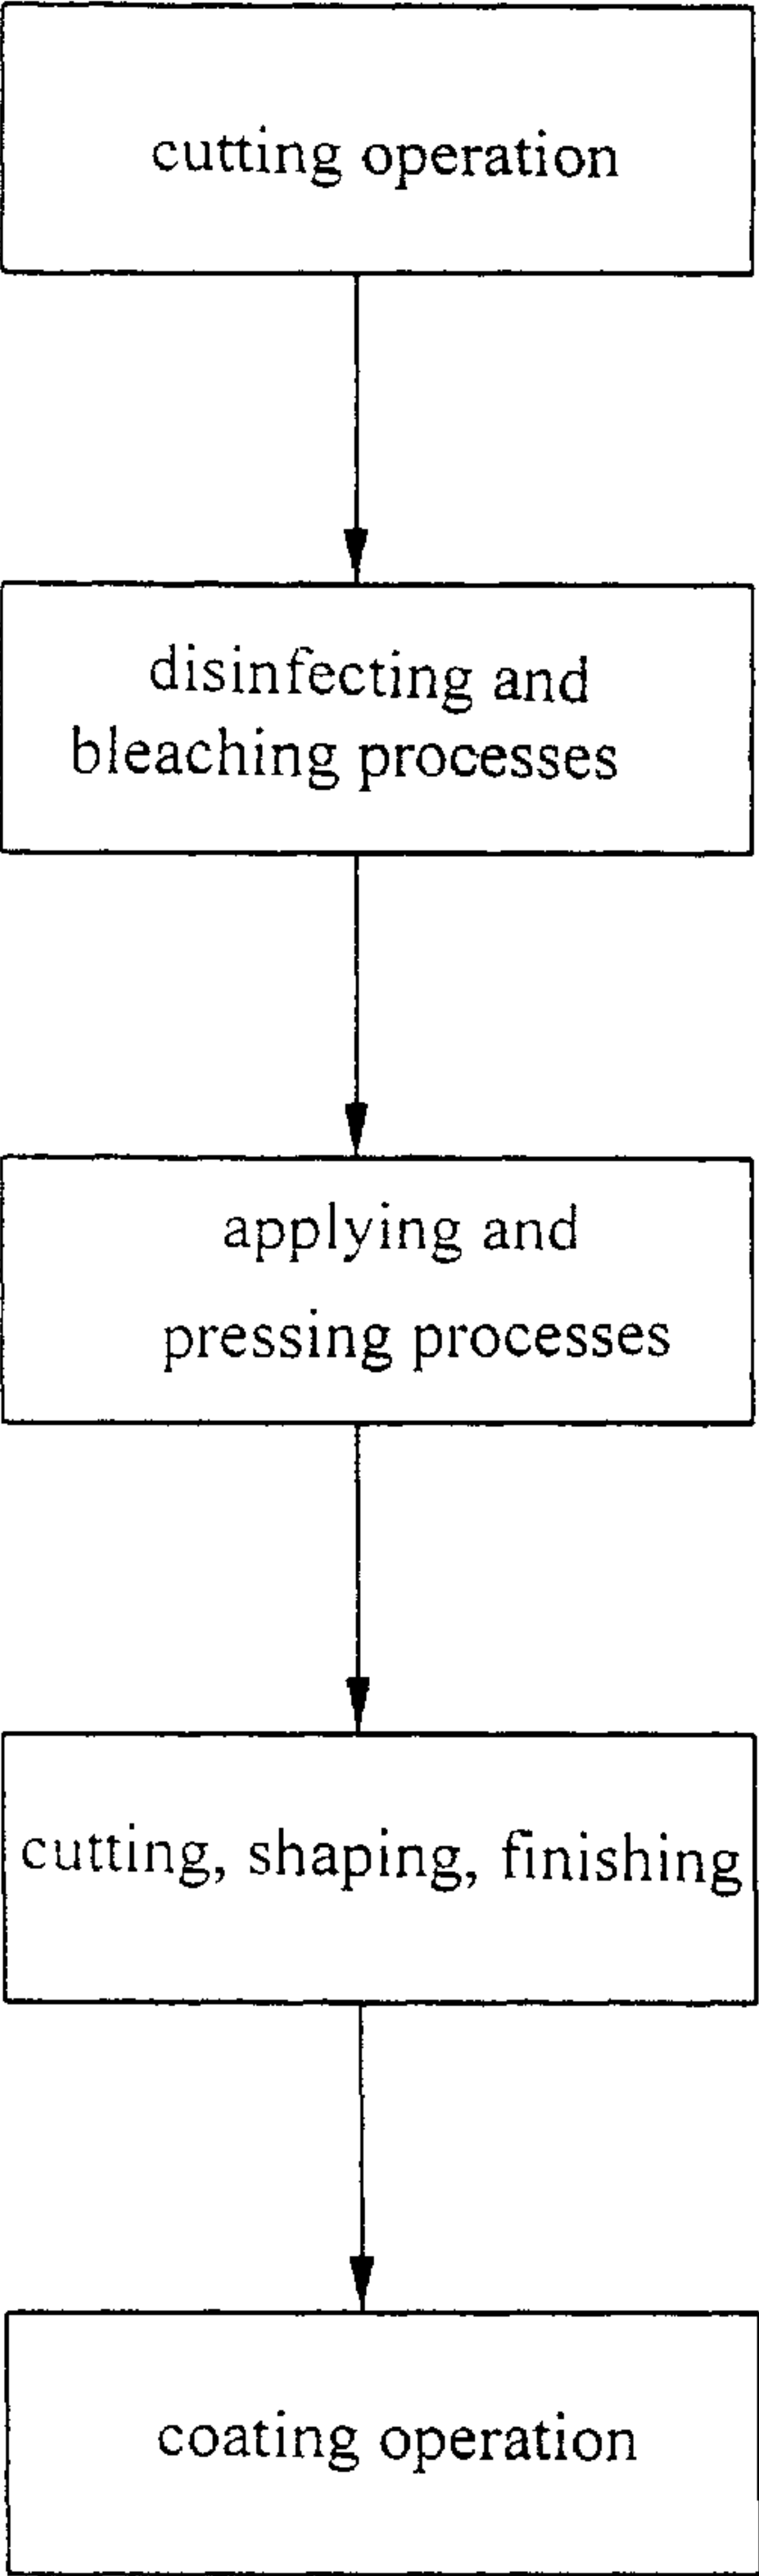 cutting operation
disinfecting and
bleaching processes
applying and
pressing processes
cutting, shaping, finishing
coating operation